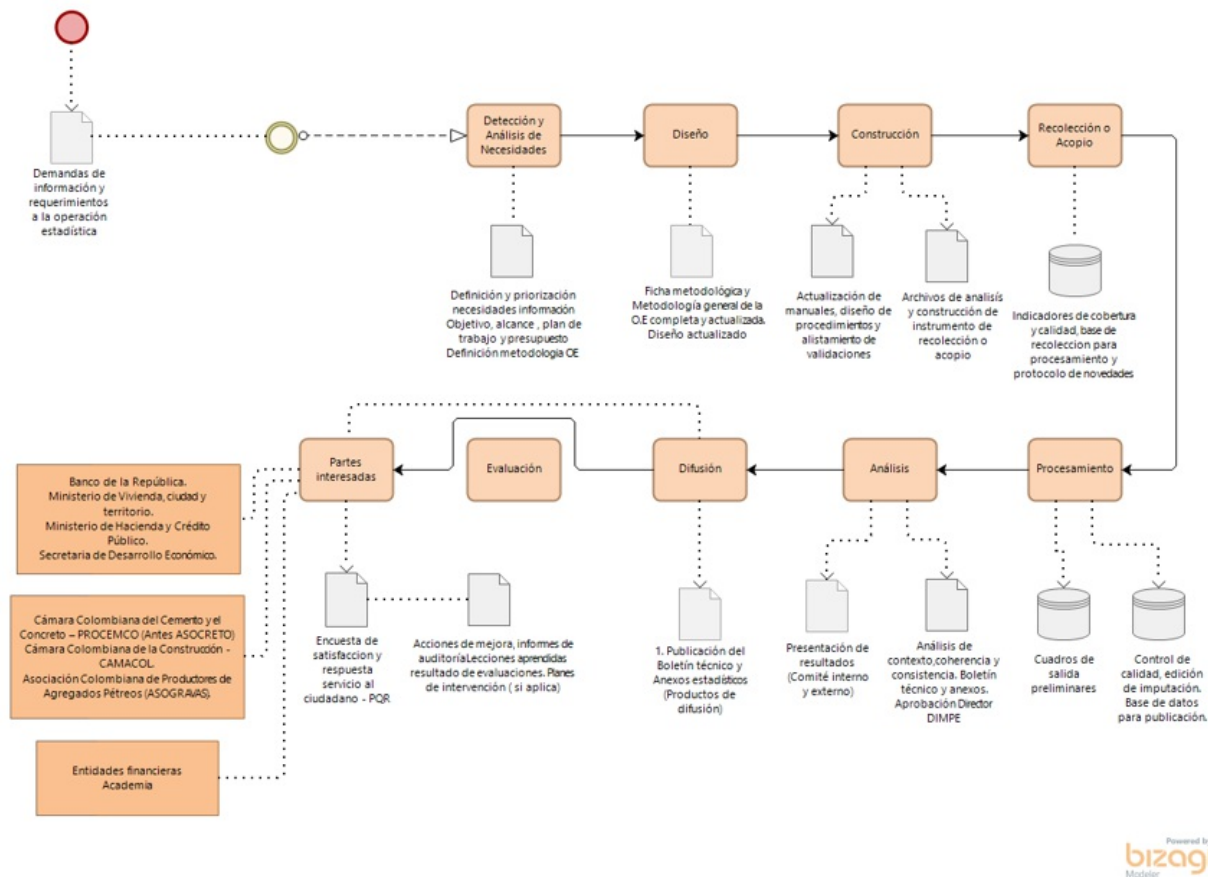 Detección y
Análisis de
Necesidades
Diseño
Construcción
Recolección o
Acopio
Demandas de
información y
requerimientos
a la operación
estadística
Definición y priorización
necesidades información
Objetivo, alcance , plan de
trabajo y presupuesto
Definición metodología OE
Ficha metodológica y
Metodología general de la
O.E completa y actualizada.
Diseño actualizado
Actualización de
manuales, diseño de
procedimientos y
alistamiento de
validaciones
Archivos de analisís
y construcción de
instrumento de
recolección o
acopio
Indicadores de cobertura
y calidad, base de
recoleccion para
procesamiento y
protocolo de novedades
Partes
interesadas
Evaluación
Difusión
Análisis
Procesamiento
Banco de la República.
Ministerio de Vivienda, ciudad y
territorio.
Ministerio de Hacienda y Crédito
Público.
Secretaria de Desarrollo Económico.
Cámara Colombiana del Cemento y el
Concreto – PROCEMCO (Antes ASOCRETO)
Cámara Colombiana de la Construcción -
CAMACOL.
Asociación Colombiana de Productores de
Agregados Pétreos (ASOGRAVAS).
Entidades financieras
Academia
Encuesta de
satisfaccion y
respuesta
servicio al
ciudadano - PQR
Acciones de mejora, informes de
auditoríaLecciones aprendidas
resultado de evaluaciones. Planes
de intervención ( si aplica)
1. Publicación del
Boletín técnico y
Anexos estadísticos
(Productos de
difusión)
Presentación de
resultados
(Comité interno
y externo)
Análisis de
contexto,coherencia y
consistencia. Boletín
técnico y anexos.
Aprobación Director
DIMPE
Cuadros de
salida
preliminares
Control de
calidad, edición
de imputación.
Base de datos
para publicación.
Powered by
bizag
Modeler